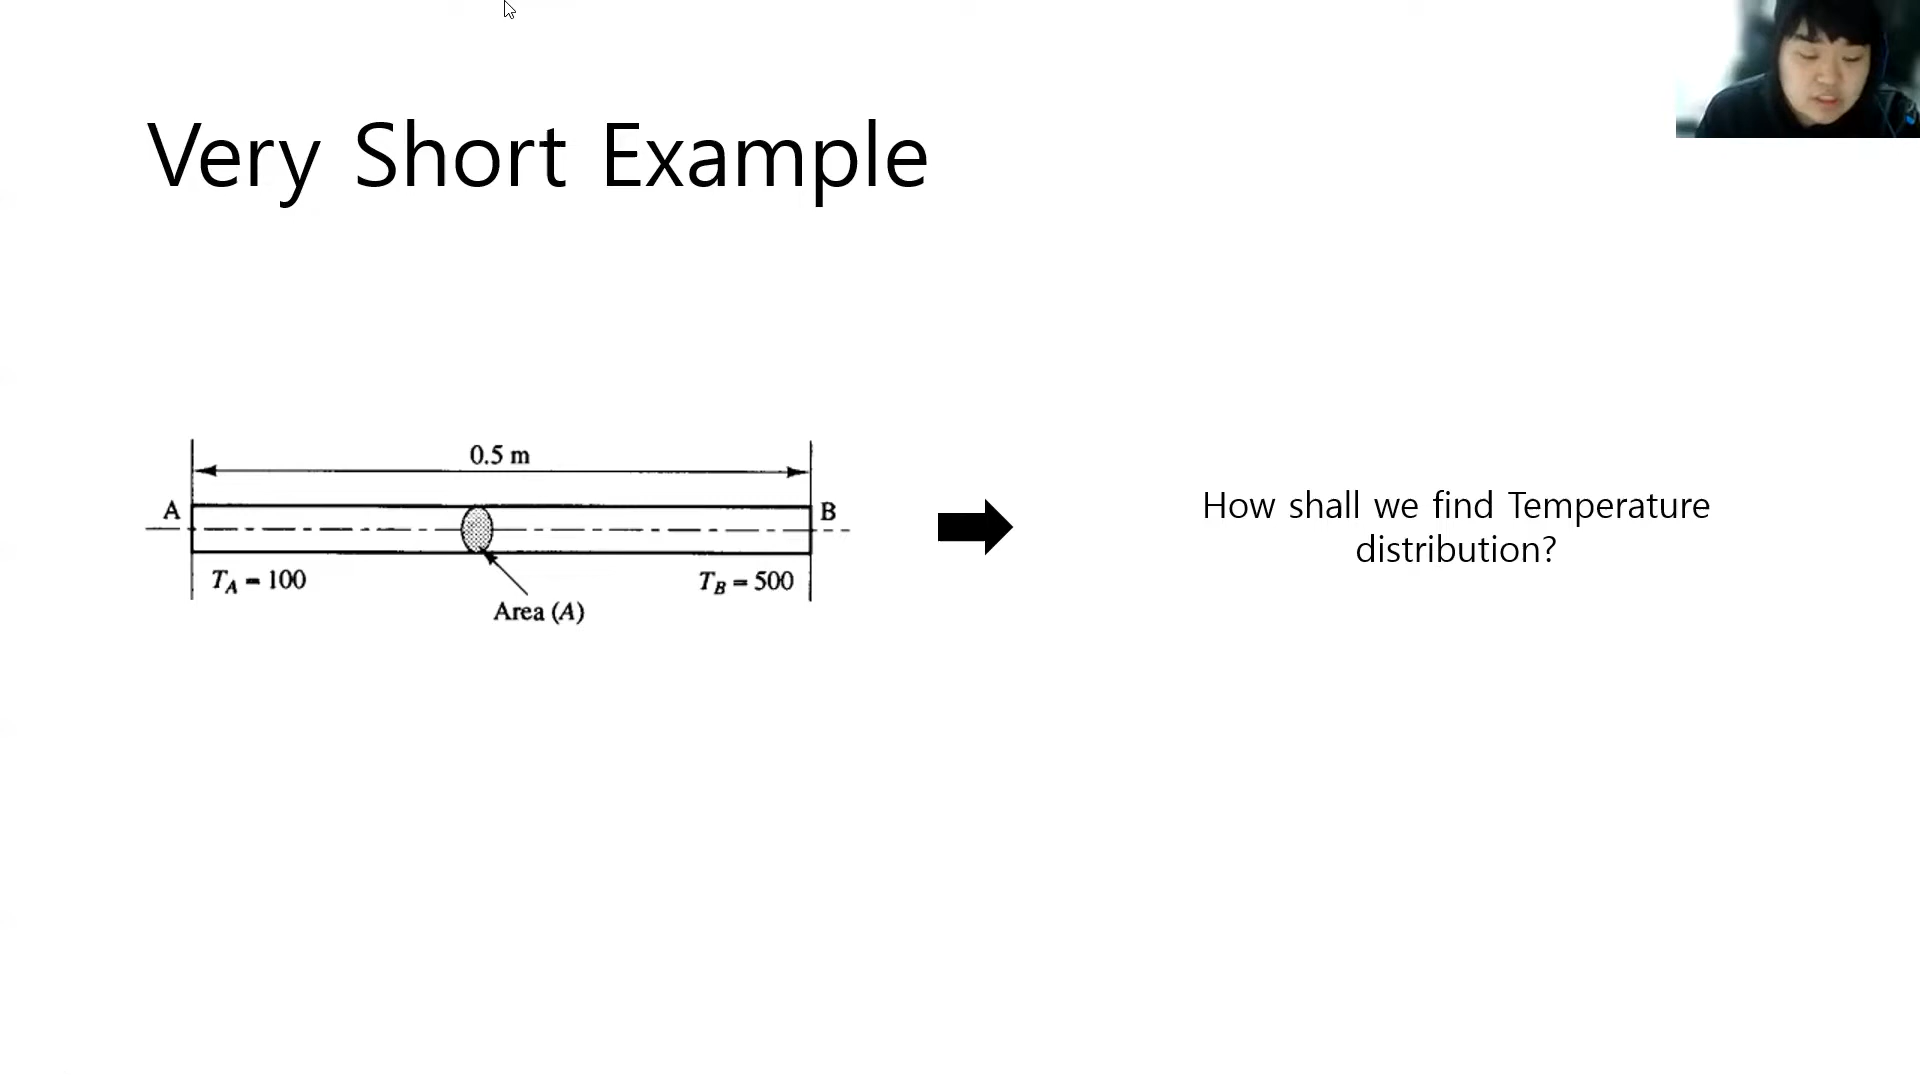 Very Short Example
0.5 m
A
B
T_A = 100
T_B = 500
Area (A)
How shall we find Temperature
distribution?